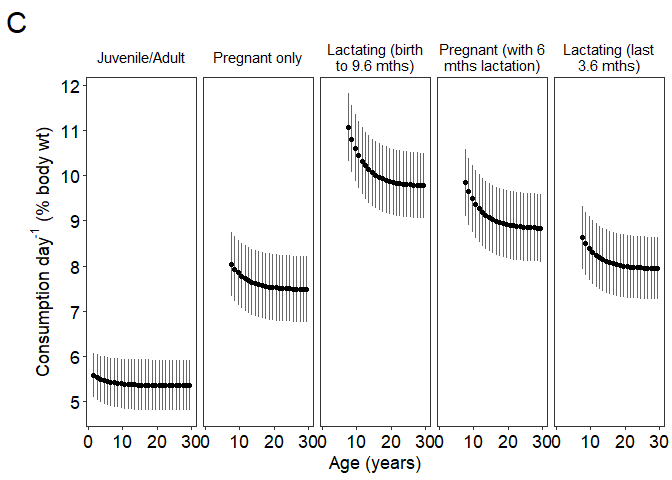 C
Juvenile/Adult
Pregnant only
Lactating (birth
to 9.6 mths)
Pregnant (with 6
mths lactation)
Lactating (last
3.6 mths)
Consumption day-1 (% body wt)
12
11
10
9
8
7
6
5
0 10 20 30
0 10 20 30
0 10 20 30
0 10 20 30
0 10 20 30
Age (years)